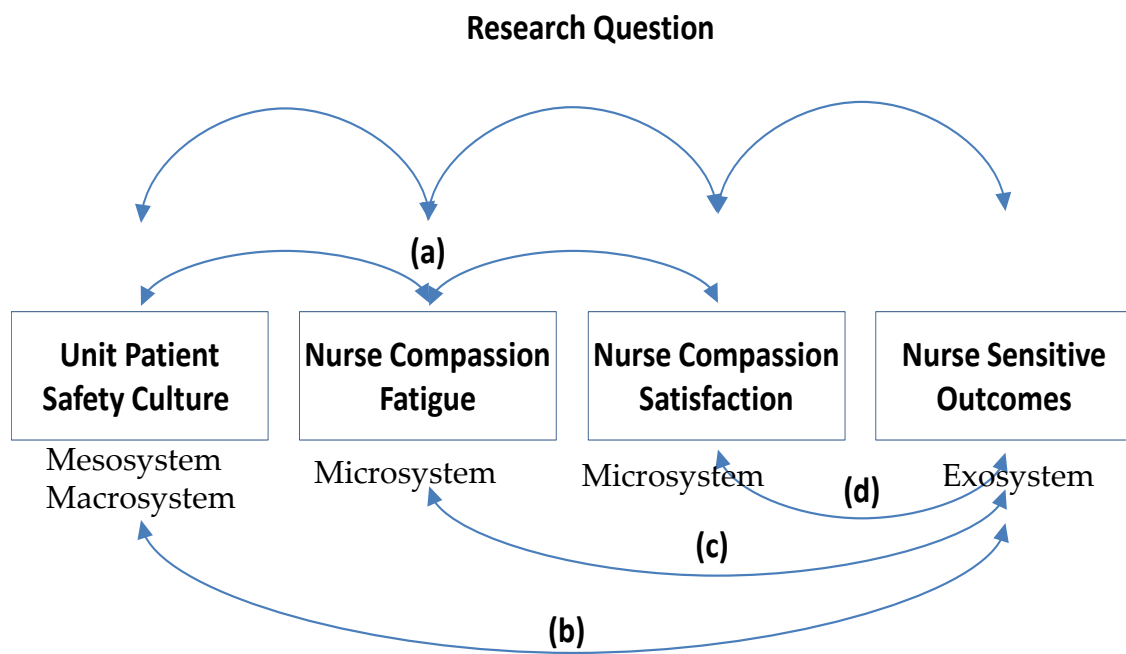 Research Question
(a)
Unit Patient
Safety Culture
Nurse Compassion
Fatigue
Nurse Compassion
Satisfaction
Nurse Sensitive
Outcomes
Mesosystem
Macrosystem
Microsystem
Microsystem
Exosystem
(d)
(c)
(b)